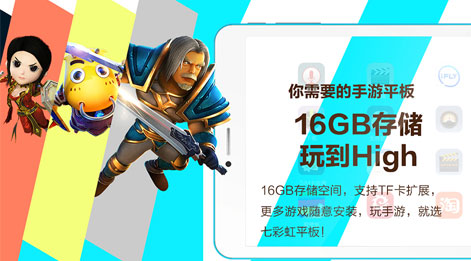 你需要的手游平板
16GB存储
玩到High
16GB存储空间，支持TF卡扩展，
更多游戏随意安装，玩手游，就选
七彩虹平板！
淘